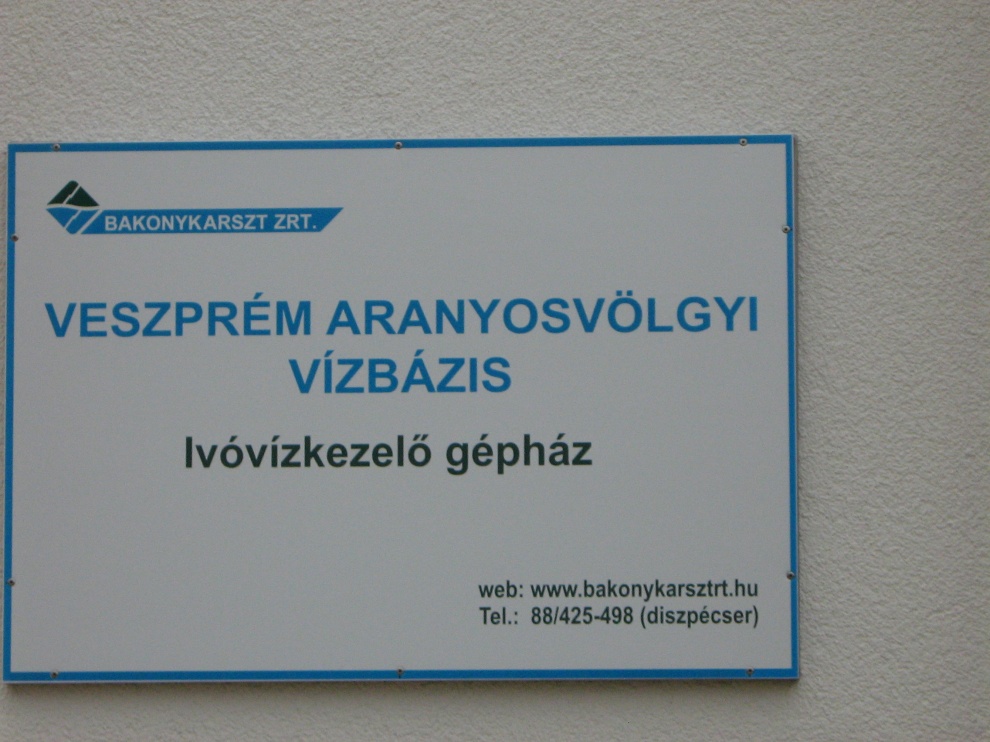 BAKONYKARSZT ZRT.
VESZPRÉM ARANYOSVÖLGYI
VÍZBÁZIS
Ivóvízkezelő gépház
web: www.bakonykarsztrt.hu
Tel.: 88/425-498 (diszpécser)